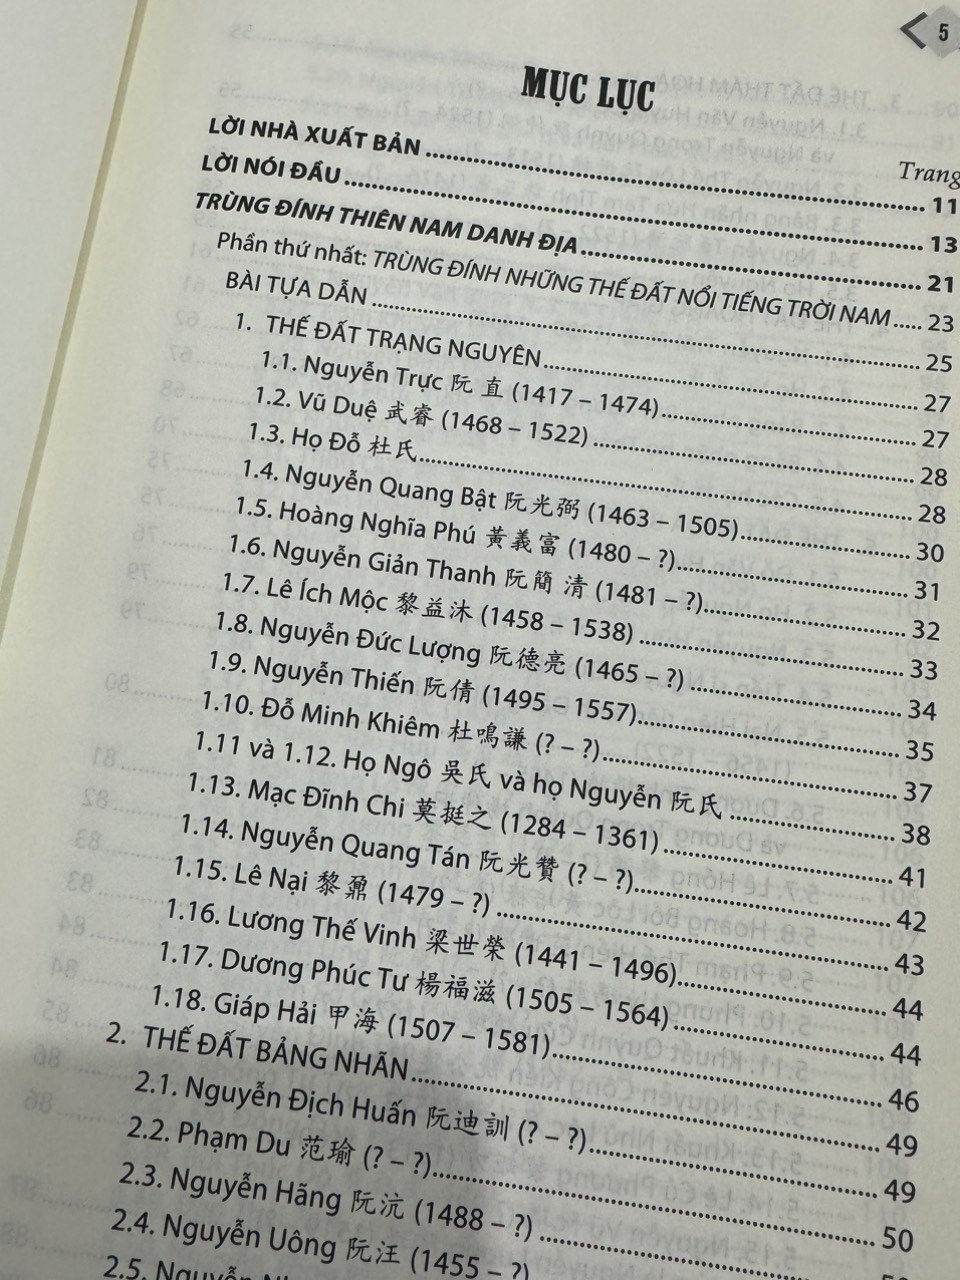 5
MỤC LỤC
Trang
LỜI NHÀ XUẤT BẢN ........ 11
LỜI NÓI ĐẦU ........ 13
TRÙNG ĐÍNH THIÊN NAM DANH ĐỊA ........ 21
Phần thứ nhất: TRÙNG ĐÍNH NHỮNG THẾ ĐẤT NỔI TIẾNG TRỜI NAM ..... 23
BÀI TỰA DẪN ........ 25
1. THẾ ĐẤT TRẠNG NGUYÊN ........ 27
1.1. Nguyễn Trực 阮 直 (1417 – 1474) ........ 27
1.2. Vũ Duệ 武睿 (1468 – 1522) ........ 28
1.3. Họ Đỗ 杜氏 ........ 28
1.4. Nguyễn Quang Bật 阮光弼 (1463 – 1505) ........ 30
1.5. Hoàng Nghĩa Phú 黃義富 (1480 – ?) ........ 31
1.6. Nguyễn Giản Thanh 阮簡 清 (1481 – ?) ........ 32
1.7. Lê Ích Mộc 黎益沐 (1458 – 1538) ........ 33
1.8. Nguyễn Đức Lượng 阮德亮 (1465 – ?) ........ 34
1.9. Nguyễn Thiến 阮倩 (1495 – 1557) ........ 35
1.10. Đỗ Minh Khiêm 杜鳴謙 (? – ?) ........ 37
1.11 và 1.12. Họ Ngô 吳氏 và họ Nguyễn 阮氏 ........ 38
1.13. Mạc Đĩnh Chi 莫挺之 (1284 – 1361) ........ 41
1.14. Nguyễn Quang Tán 阮光贊 (? – ?) ........ 42
1.15. Lê Nại 黎鼐 (1479 – ?) ........ 43
1.16. Lương Thế Vinh 梁世榮 (1441 – 1496) ........ 44
1.17. Dương Phúc Tư 楊福滋 (1505 – 1564) ........ 44
1.18. Giáp Hải 甲海 (1507 – 1581) ........ 46
2. THẾ ĐẤT BẢNG NHÃN ........ 49
2.1. Nguyễn Địch Huấn 阮迪訓 (? – ?) ........ 49
2.2. Phạm Du 范瑜 (? – ?) ........ 50
2.3. Nguyễn Hãng 阮沆 (1488 – ?) ........
2.4. Nguyễn Uông 阮汪 (1455 – ?)
2.5. Nguyễn